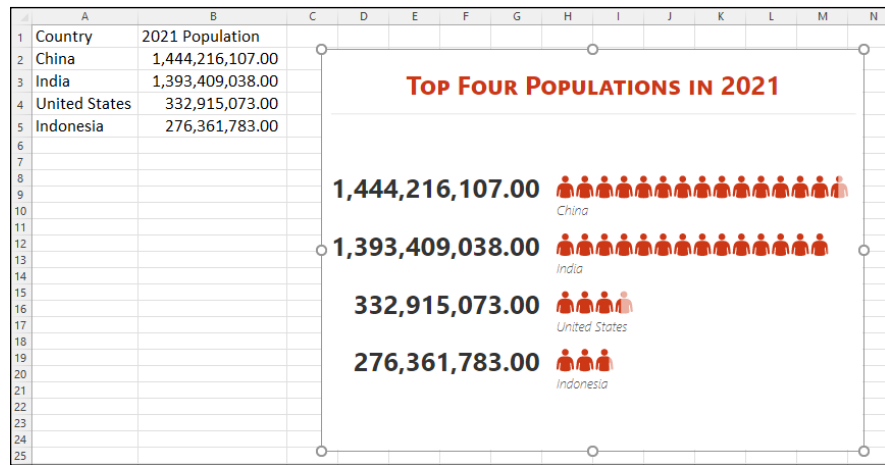 A B C D E F G H I J K L M N
1 Country 2021 Population
2 China 1,444,216,107.00
3 India 1,393,409,038.00
4 United States 332,915,073.00
5 Indonesia 276,361,783.00
6
7
8
9
10
11
12
13
14
15
16
17
18
19
20
21
22
23
24
25
TOP FOUR POPULATIONS IN 2021
1,444,216,107.00
China
1,393,409,038.00
India
332,915,073.00
United States
276,361,783.00
Indonesia